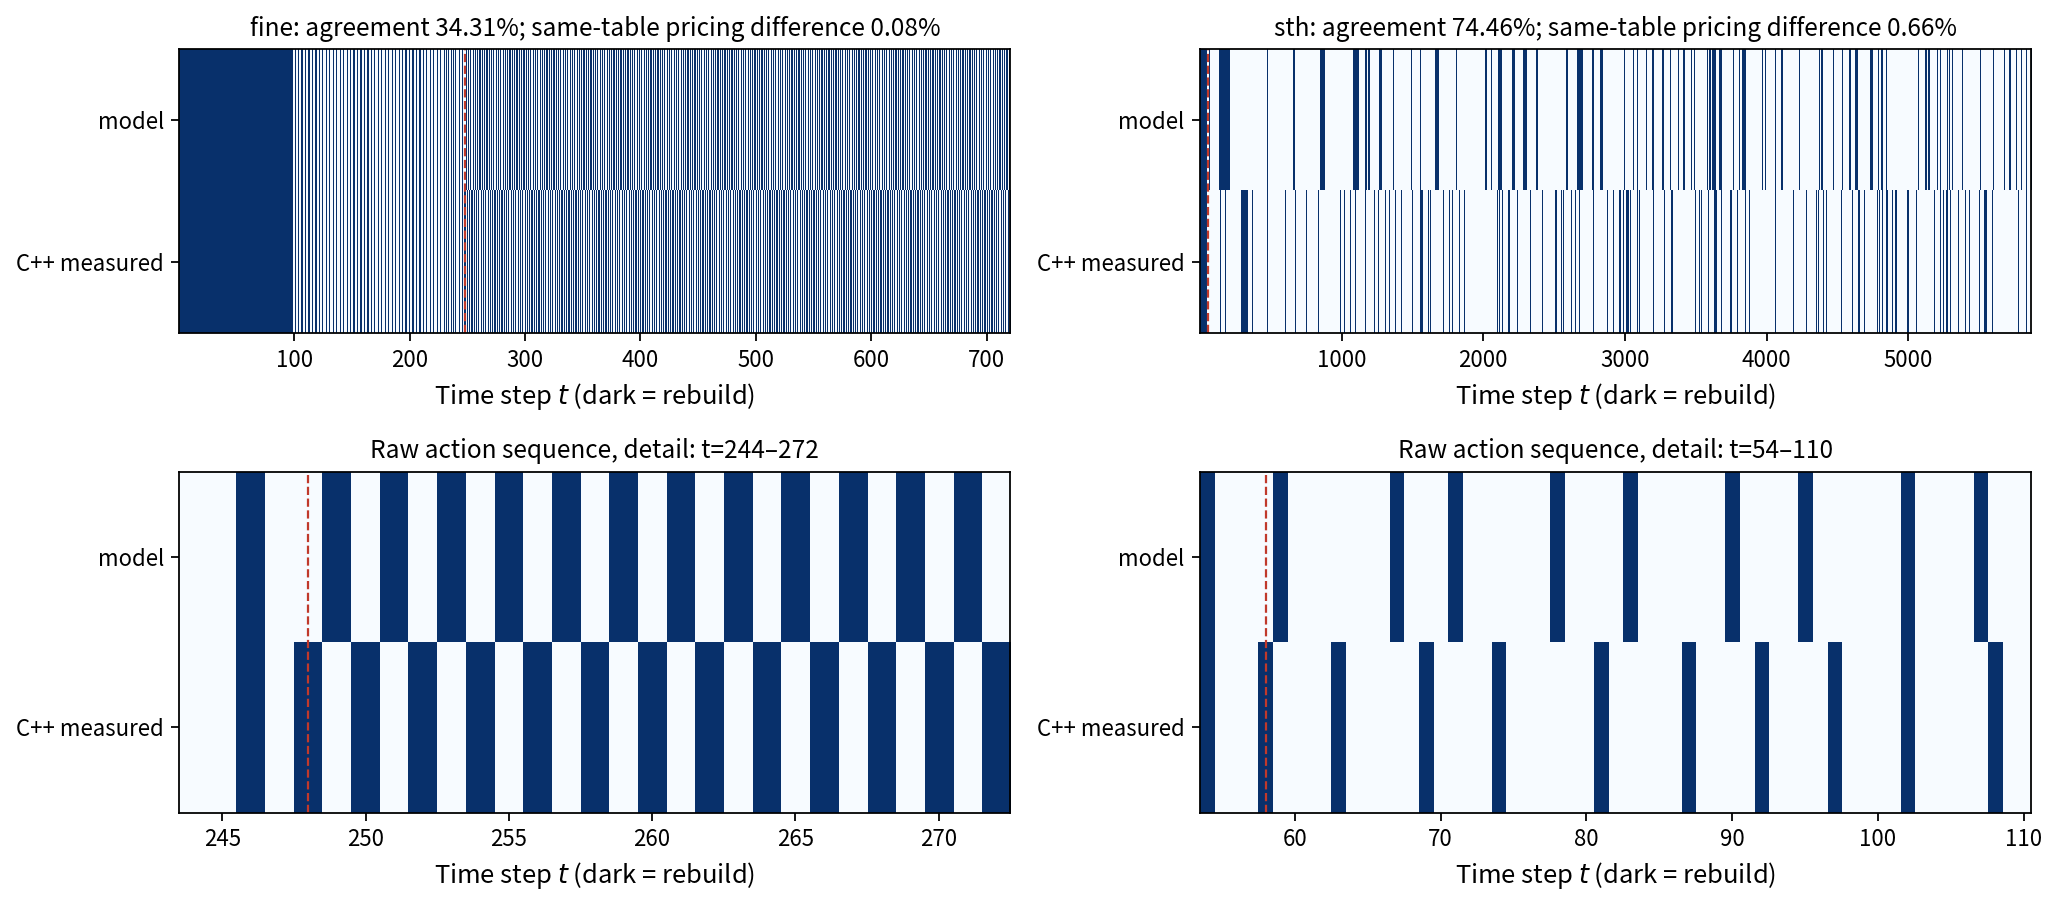 fine: agreement 34.31%; same-table pricing difference 0.08%
model
C++ measured
100 200 300 400 500 600 700
Time step t (dark = rebuild)
sth: agreement 74.46%; same-table pricing difference 0.66%
model
C++ measured
1000 2000 3000 4000 5000
Time step t (dark = rebuild)
Raw action sequence, detail: t=244–272
model
C++ measured
245 250 255 260 265 270
Time step t (dark = rebuild)
Raw action sequence, detail: t=54–110
model
C++ measured
60 70 80 90 100 110
Time step t (dark = rebuild)